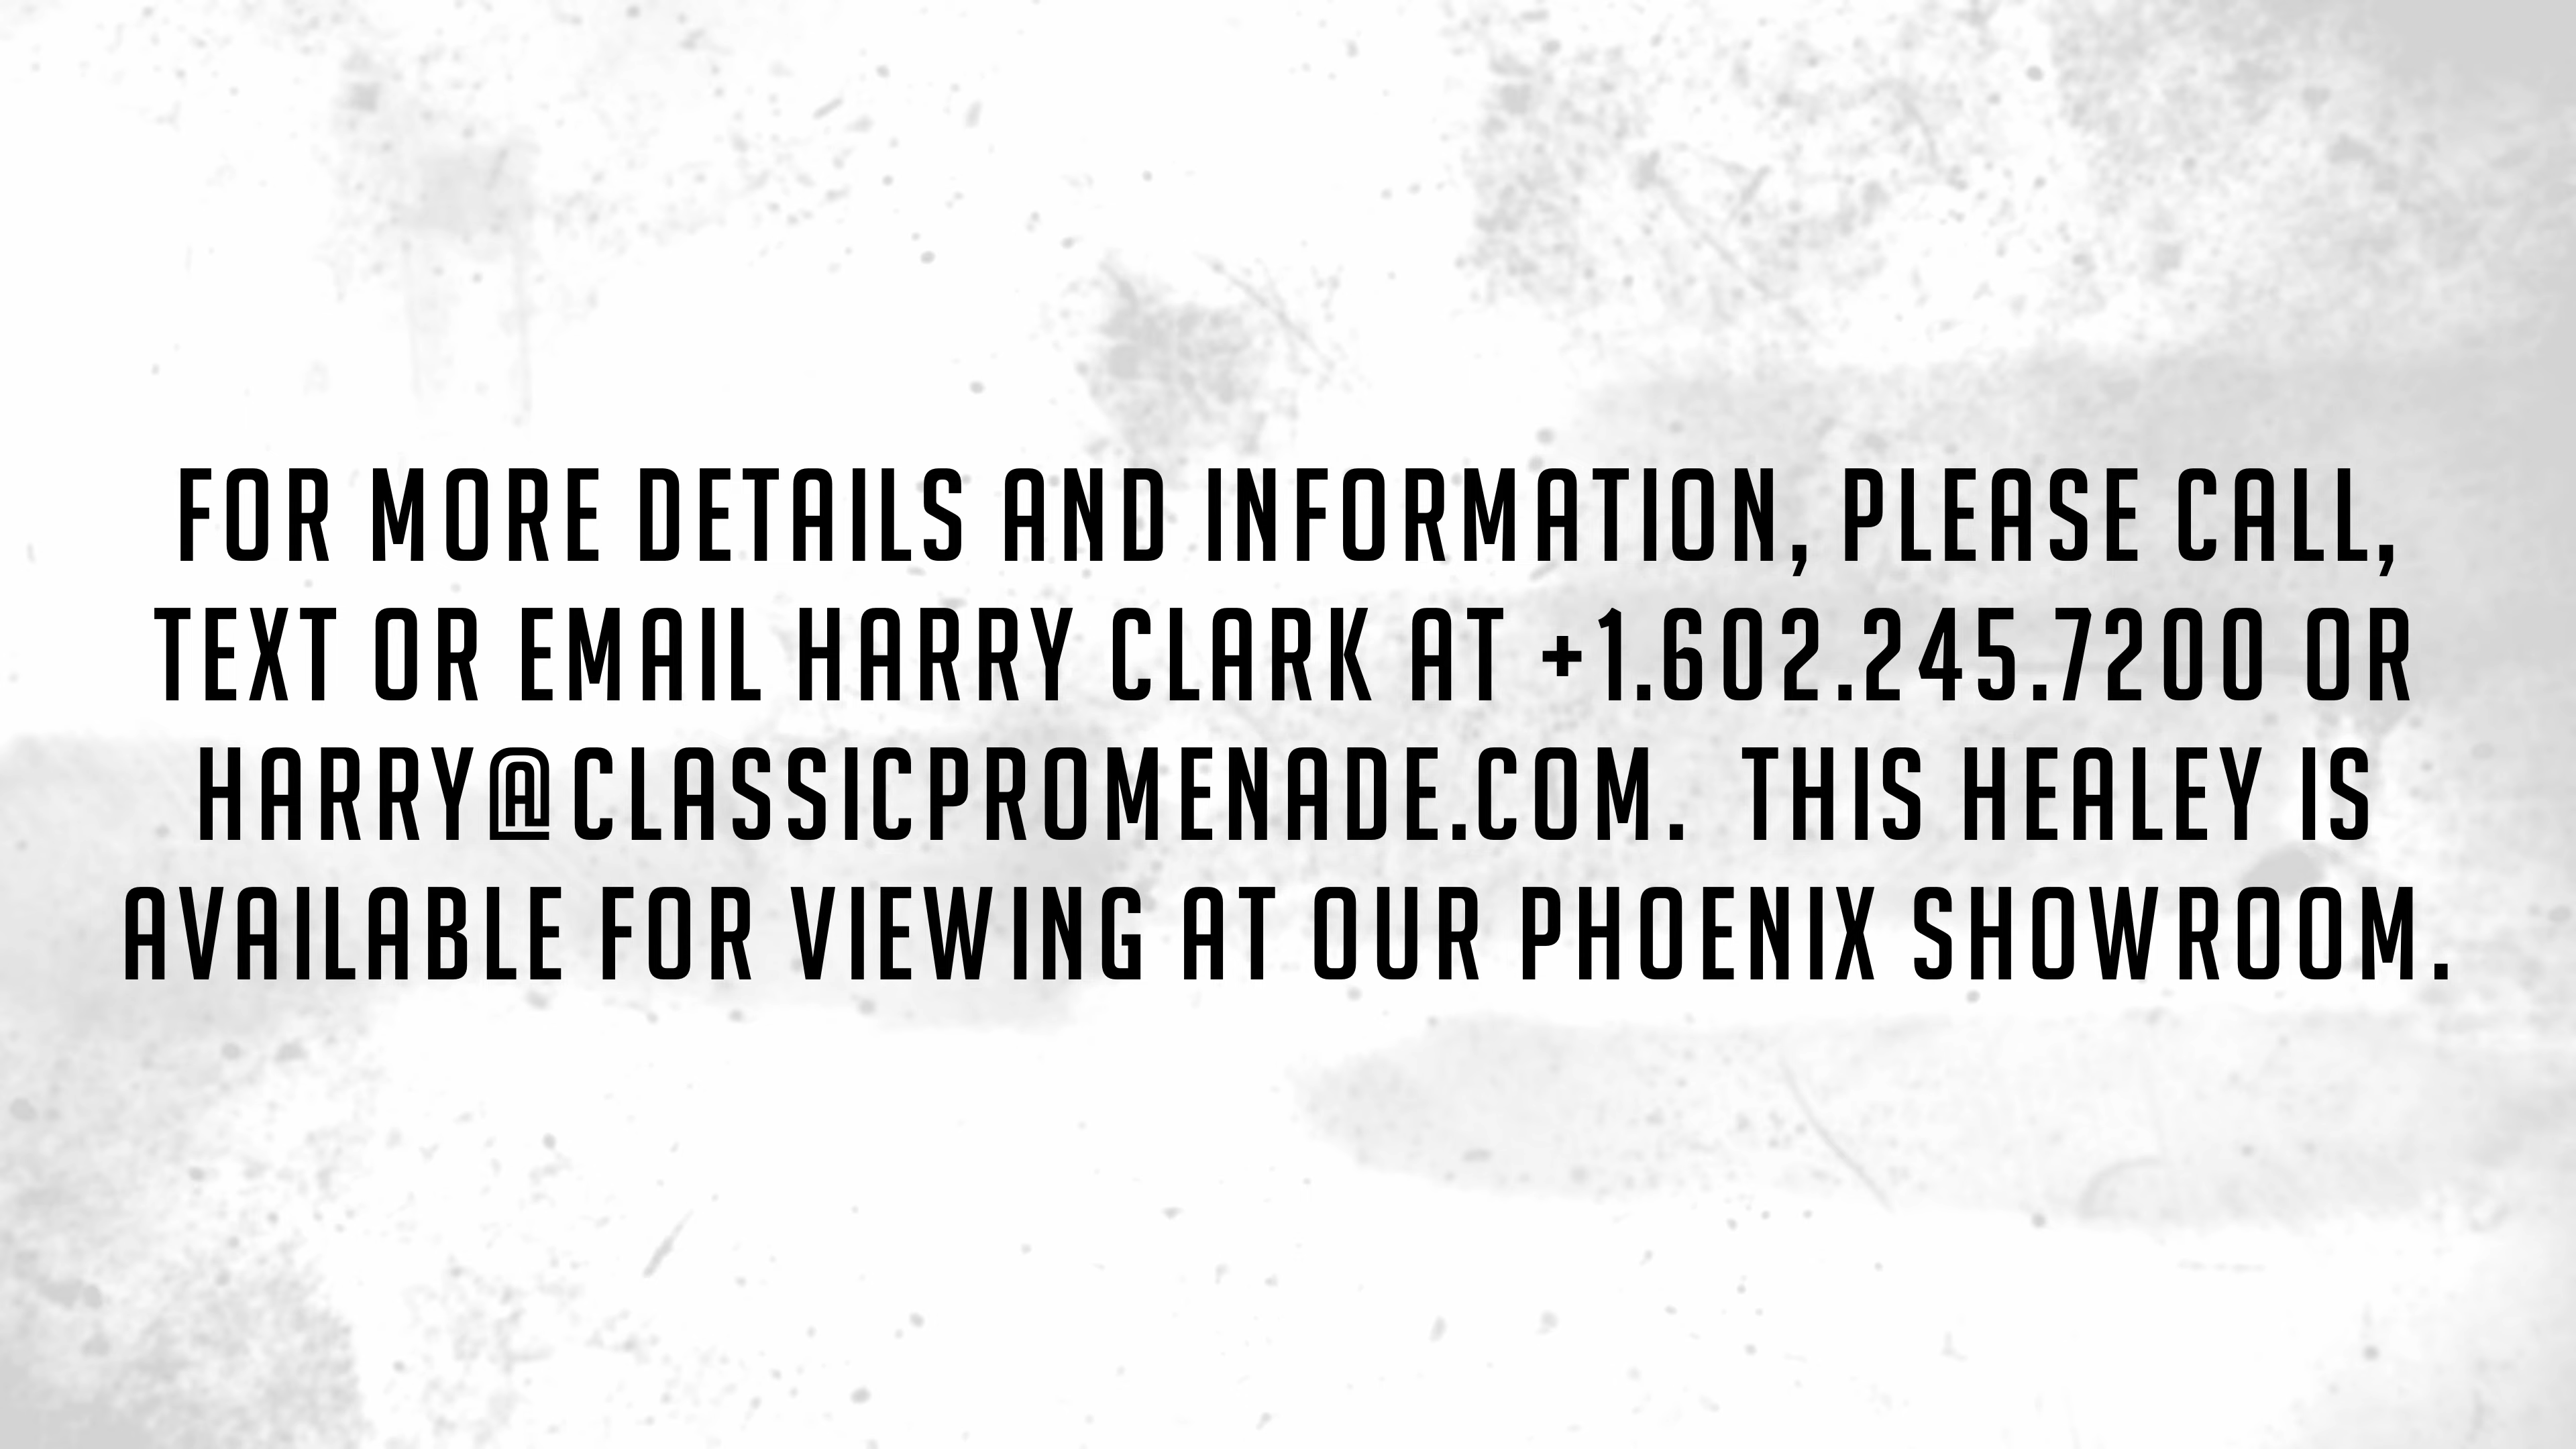 FOR MORE DETAILS AND INFORMATION, PLEASE CALL,
TEXT OR EMAIL HARRY CLARK AT +1.602.245.7200 OR
HARRY@CLASSICPROMENADE.COM. THIS HEALEY IS
AVAILABLE FOR VIEWING AT OUR PHOENIX SHOWROOM.